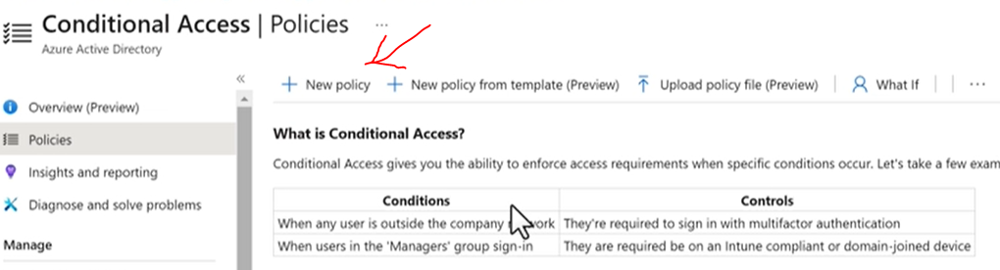 Conditional Access | Policies ...
Azure Active Directory
«
+ New policy + New policy from template (Preview) Upload policy file (Preview) | What If | | ...
Overview (Preview)
Policies
Insights and reporting
Diagnose and solve problems
Manage
What is Conditional Access?
Conditional Access gives you the ability to enforce access requirements when specific conditions occur. Let's take a few exam
Conditions Controls
When any user is outside the company ork They're required to sign in with multifactor authentication
When users in the 'Managers' group sign-in They are required be on an Intune compliant or domain-joined device